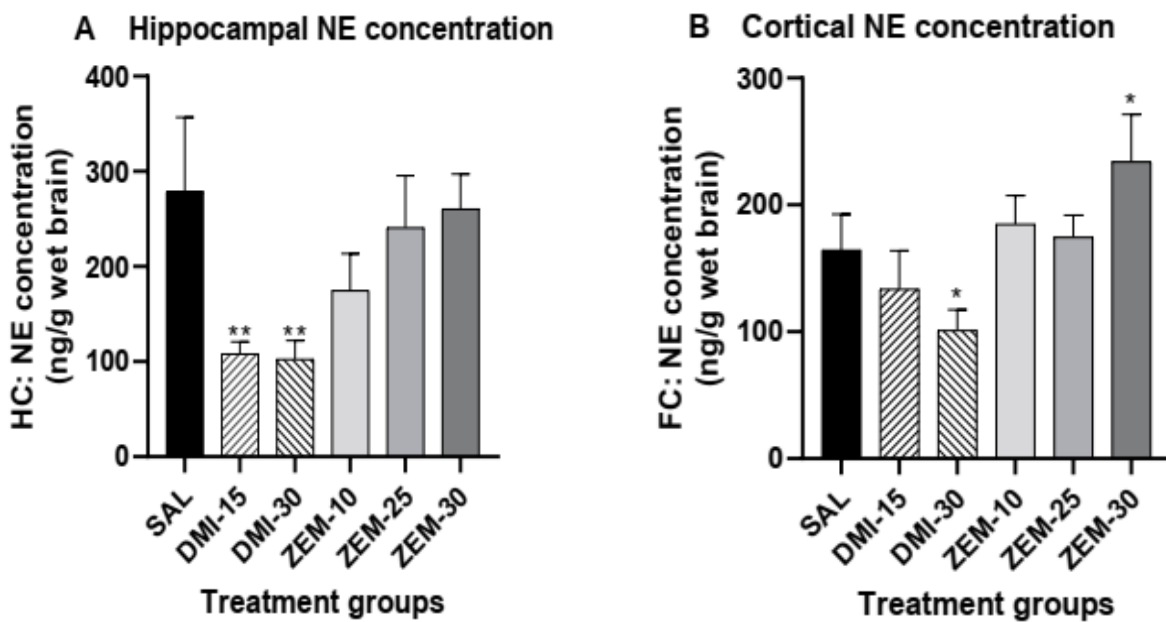 A Hippocampal NE concentration
HC: NE concentration
(ng/g wet brain)
400
300
200
100
0
**
**
SAL
DMI-15
DMI-30
ZEM-10
ZEM-25
ZEM-30
Treatment groups
B Cortical NE concentration
FC: NE concentration
(ng/g wet brain)
300
200
100
0
*
*
SAL
DMI-15
DMI-30
ZEM-10
ZEM-25
ZEM-30
Treatment groups